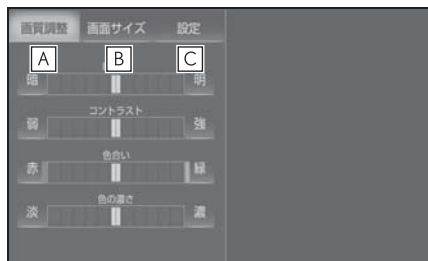 画質調整 画面サイズ 設定
A B C
暗 明
コントラスト
弱 強
色合い
赤 緑
色の濃さ
淡 濃